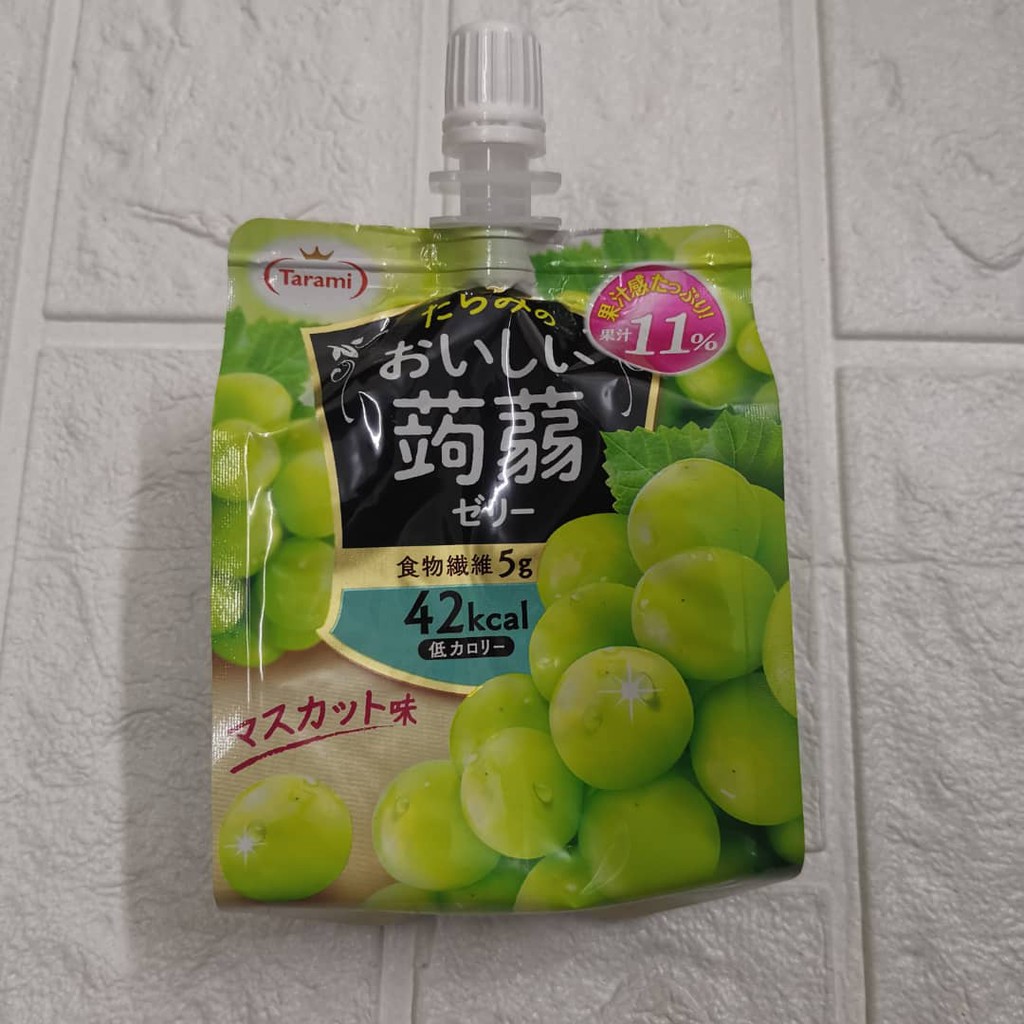 Tarami
たらみの
おいしい
蒟蒻
ゼリー
果汁感たっぷり!!
果汁11%
食物繊維5g
42kcal
低カロリー
マスカット味